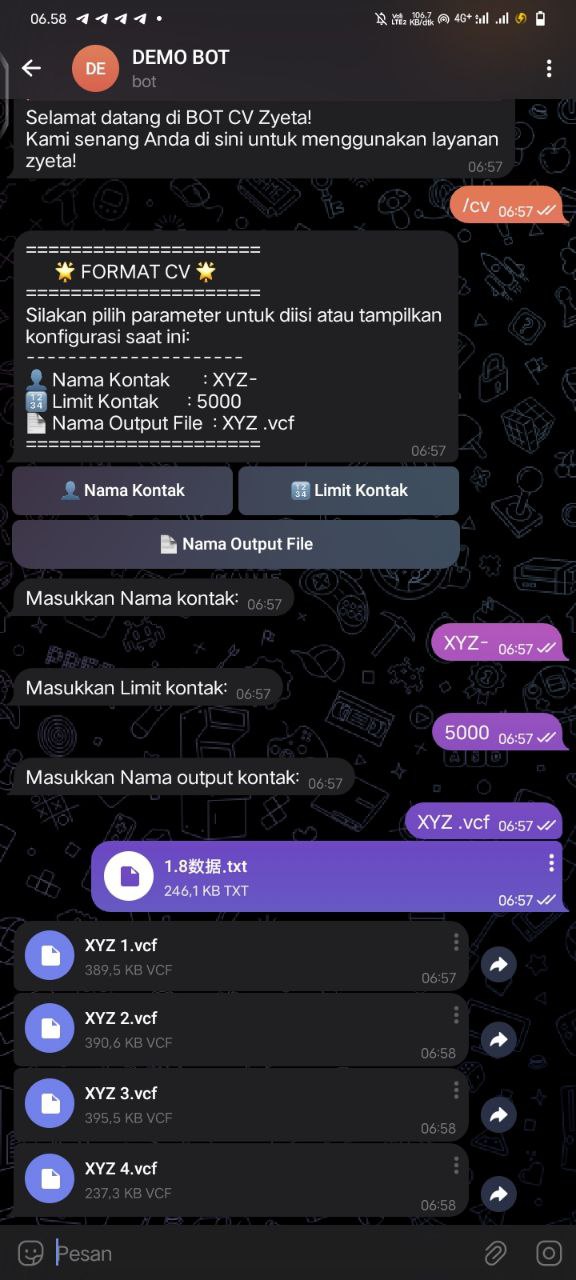 06.58
Vo))
LTE2
106.7
KB/dtk
4G+
DE
DEMO BOT
bot
Selamat datang di BOT CV Zyeta!
Kami senang Anda di sini untuk menggunakan layanan
zyeta!
06:57
/cv 06:57
=====================
🌟 FORMAT CV 🌟
=====================
Silakan pilih parameter untuk diisi atau tampilkan
konfigurasi saat ini:
---------------------
👤 Nama Kontak : XYZ-
🔢 Limit Kontak : 5000
📄 Nama Output File : XYZ .vcf
=====================
06:57
👤 Nama Kontak
🔢 Limit Kontak
📄 Nama Output File
Masukkan Nama kontak: 06:57
XYZ- 06:57
Masukkan Limit kontak: 06:57
5000 06:57
Masukkan Nama output kontak: 06:57
XYZ .vcf 06:57
1.8数据.txt
246,1 KB TXT
06:57
XYZ 1.vcf
389,5 KB VCF
06:57
XYZ 2.vcf
390,6 KB VCF
06:58
XYZ 3.vcf
395,5 KB VCF
06:58
XYZ 4.vcf
237,3 KB VCF
06:58
Pesan